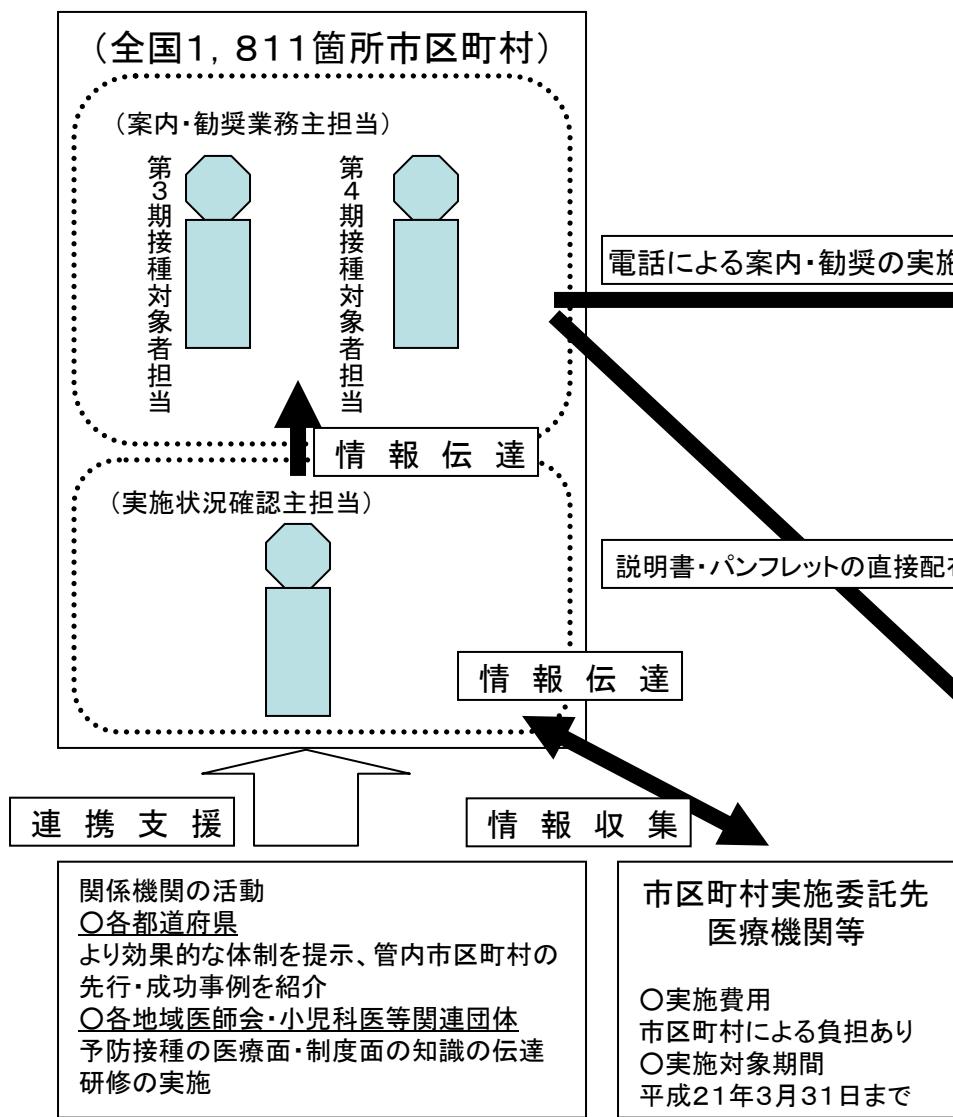 （全国１，８１１箇所市区町村）
（案内・勧奨業務主担当）
第３期接種対象者担当
第４期接種対象者担当
電話による案内・勧奨の実施
情報伝達
（実施状況確認主担当）
説明書・パンフレットの直接配布
情報伝達
連携支援
情報収集
関係機関の活動
○各都道府県
より効果的な体制を提示、管内市区町村の
先行・成功事例を紹介
○各地域医師会・小児科医等関連団体
予防接種の医療面・制度面の知識の伝達
研修の実施
市区町村実施委託先
医療機関等
○実施費用
市区町村による負担あり
○実施対象期間
平成２１年３月３１日まで